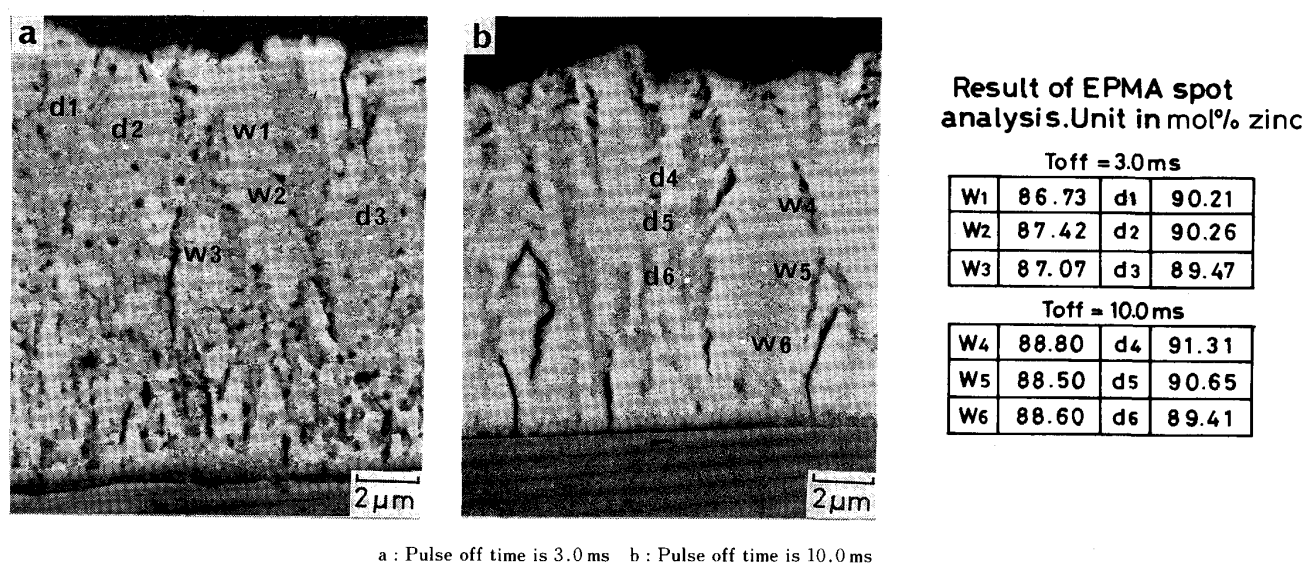 a
d1
d2
W1
W2
d3
W3
2μm
b
d4
W4
d5
d6
W5
W6
2μm
Result of EPMA spot
analysis.Unit in mol% zinc
Toff = 3.0ms
W1 86.73 d1 90.21
W2 87.42 d2 90.26
W3 87.07 d3 89.47
Toff = 10.0ms
W4 88.80 d4 91.31
W5 88.50 d5 90.65
W6 88.60 d6 89.41
a : Pulse off time is 3.0 ms b : Pulse off time is 10.0 ms